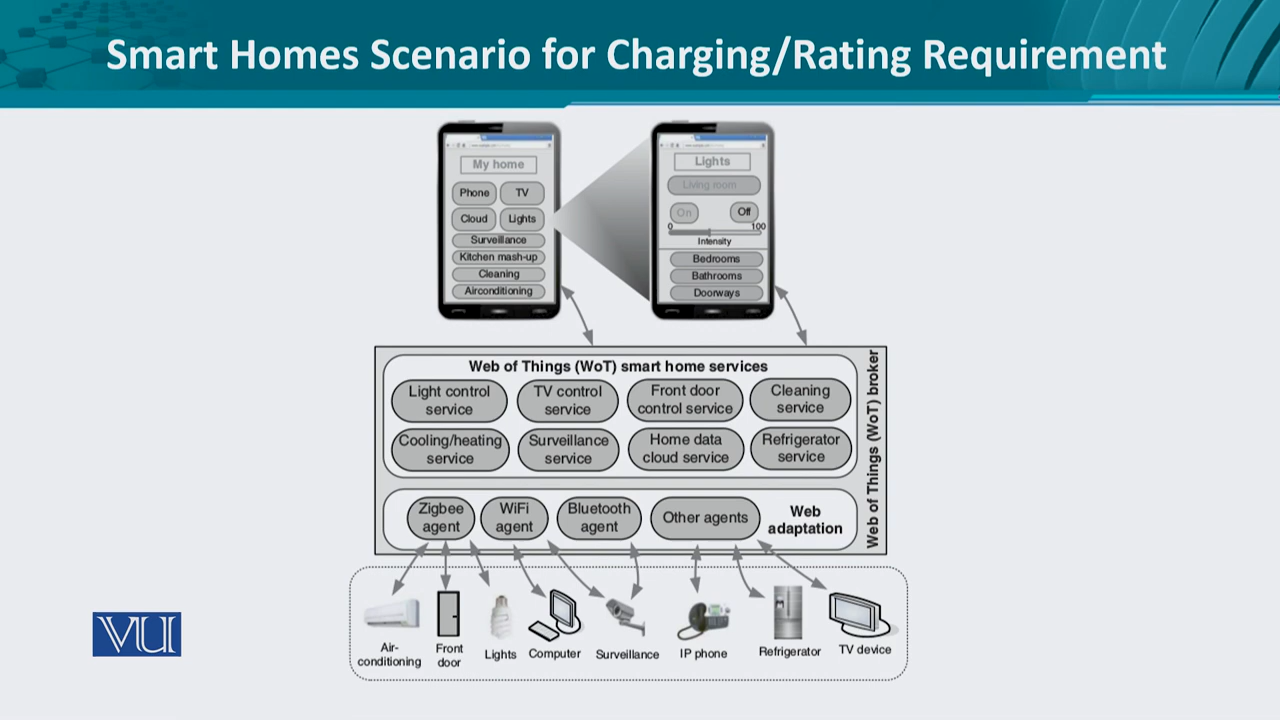 Smart Homes Scenario for Charging/Rating Requirement
My home
Phone
TV
Cloud
Lights
Surveillance
Kitchen mash-up
Cleaning
Airconditioning
Lights
Living room
On
Off
0
100
Intensity
Bedrooms
Bathrooms
Doorways
Web of Things (WoT) smart home services
Light control
service
TV control
service
Front door
control service
Cleaning
service
Cooling/heating
service
Surveillance
service
Home data
cloud service
Refrigerator
service
Web of Things (WoT) broker
Zigbee
agent
WiFi
agent
Bluetooth
agent
Other agents
Web
adaptation
Air-
conditioning
Front
door
Lights
Computer
Surveillance
IP phone
Refrigerator
TV device
VU